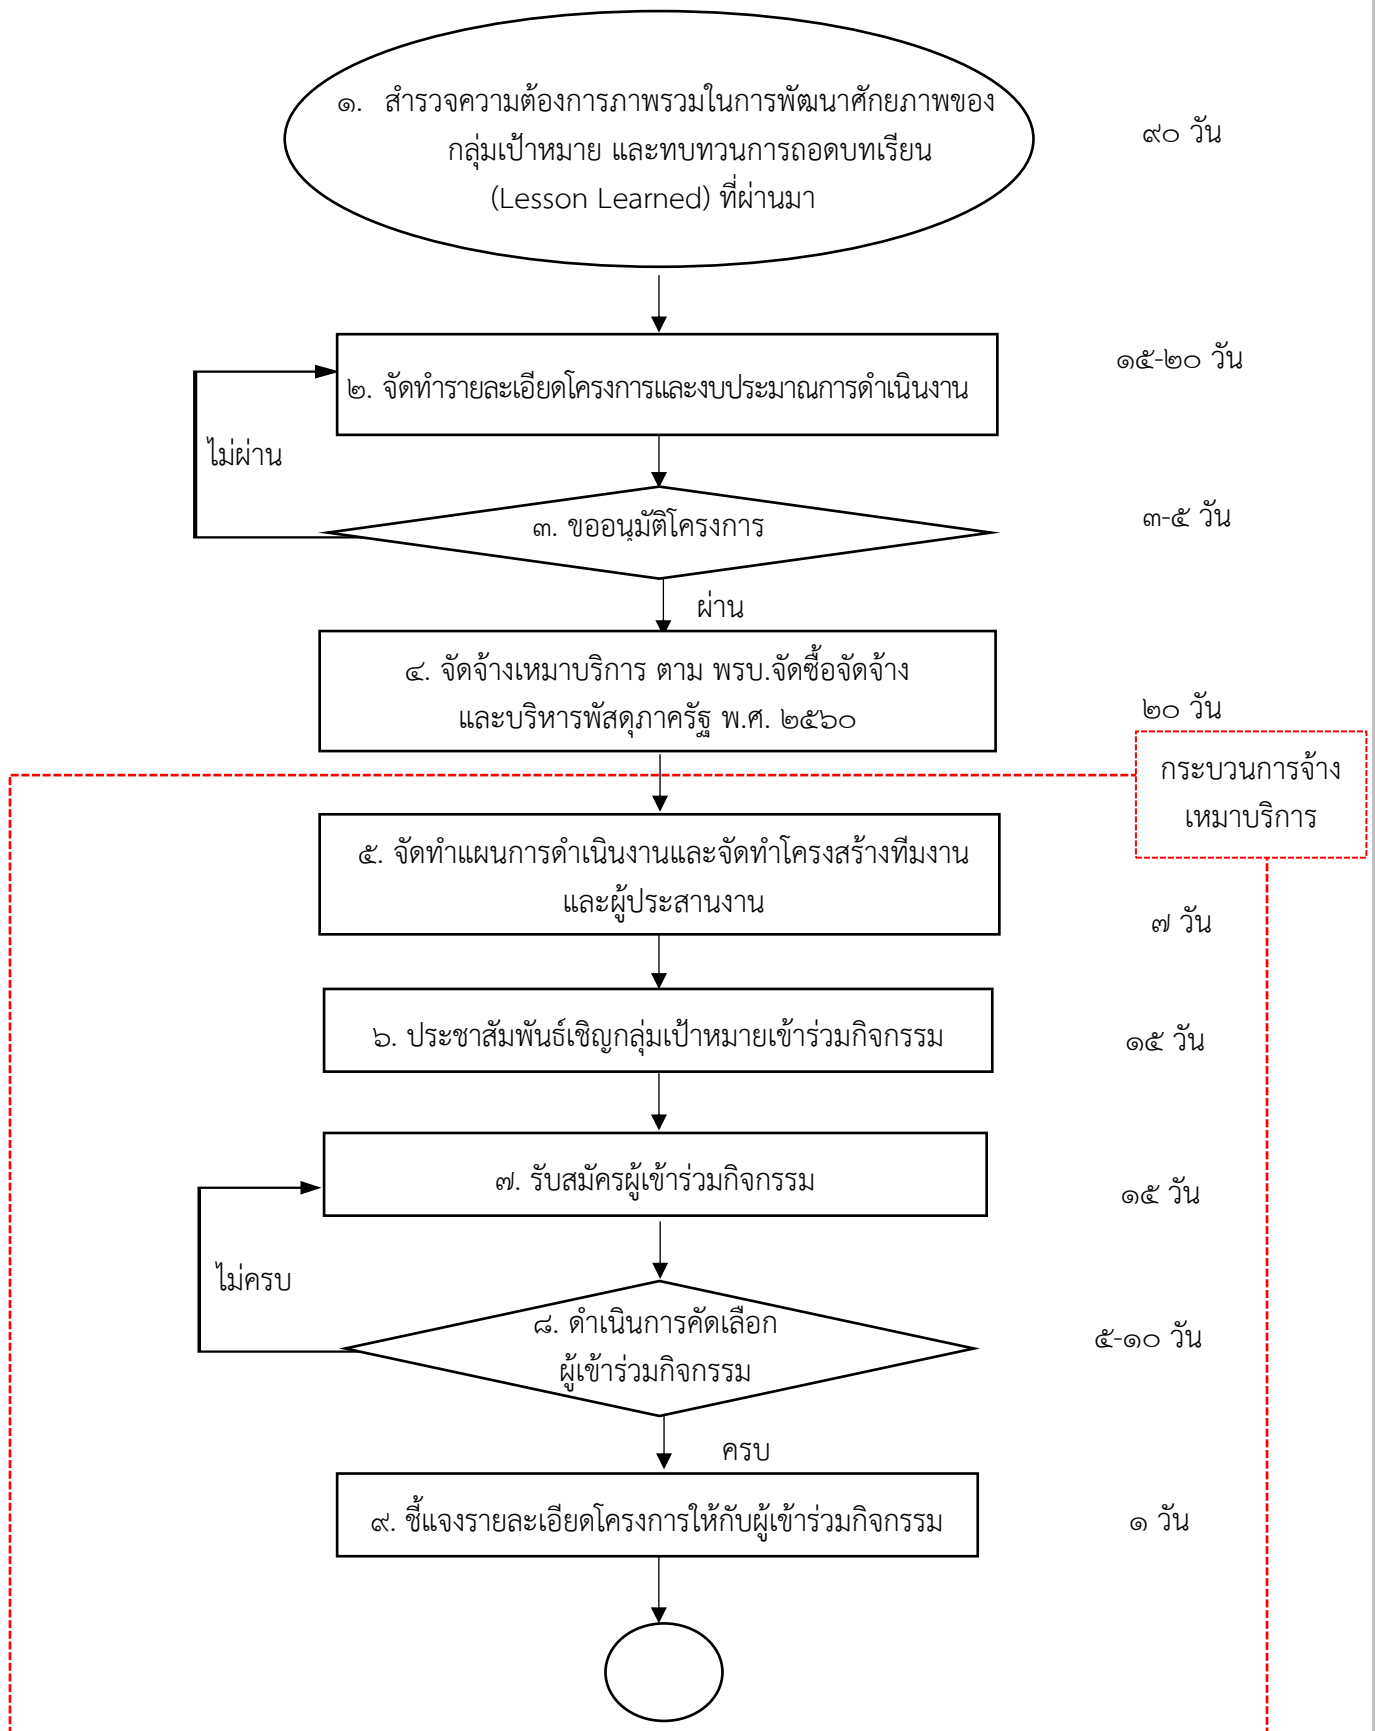 ๑. สำรวจความต้องการภาพรวมในการพัฒนาศักยภาพของ
กลุ่มเป้าหมาย และทบทวนการถอดบทเรียน
(Lesson Learned) ที่ผ่านมา
๙๐ วัน
๒. จัดทำรายละเอียดโครงการและงบประมาณการดำเนินงาน
๑๕-๒๐ วัน
ไม่ผ่าน
๓. ขออนุมัติโครงการ
๓-๕ วัน
ผ่าน
๔. จัดจ้างเหมาบริการ ตาม พรบ.จัดซื้อจัดจ้าง
และบริหารพัสดุภาครัฐ พ.ศ. ๒๕๖๐
๒๐ วัน
กระบวนการจ้าง
เหมาบริการ
๕. จัดทำแผนการดำเนินงานและจัดทำโครงสร้างทีมงาน
และผู้ประสานงาน
๗ วัน
๖. ประชาสัมพันธ์เชิญกลุ่มเป้าหมายเข้าร่วมกิจกรรม
๑๕ วัน
๗. รับสมัครผู้เข้าร่วมกิจกรรม
๑๕ วัน
ไม่ครบ
๘. ดำเนินการคัดเลือก
ผู้เข้าร่วมกิจกรรม
๕-๑๐ วัน
ครบ
๙. ชี้แจงรายละเอียดโครงการให้กับผู้เข้าร่วมกิจกรรม
๑ วัน